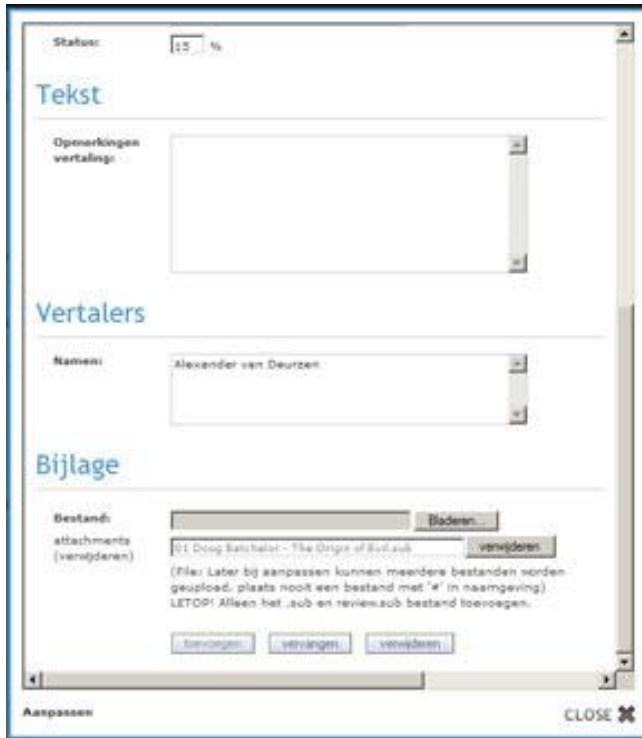 Status: 15 %
Tekst
Opmerkingen
vertaling:
Vertalers
Namen: Alexander van Deurzen
Bijlage
Bestand: Bladeren...
attachments
(verwijderen)
01 Doug Batchelor - The Origin of Evil.sub verwijderen
(File: Later bij aanpassen kunnen meerdere bestanden worden
geupload, plaats nooit een bestand met '#' in naamgeving)
LETOP! Alleen het .sub en review.sub bestand toevoegen.
toevoegen vervangen verwijderen
Aanpassen CLOSE